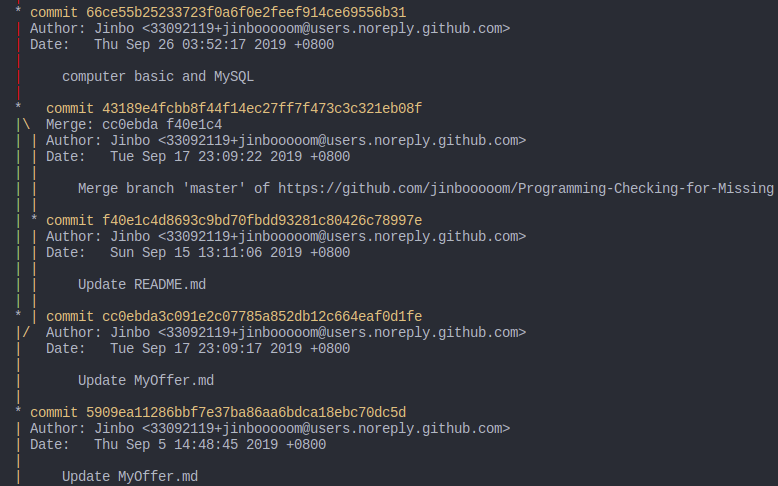 * commit 66ce55b25233723f0a6f0e2feef914ce69556b31
| Author: Jinbo <33092119+jinbooooom@users.noreply.github.com>
| Date:   Thu Sep 26 03:52:17 2019 +0800
|
|     computer basic and MySQL
|
*   commit 43189e4fcbb8f44f14ec27ff7f473c3c321eb08f
|\  Merge: cc0ebda f40e1c4
| | Author: Jinbo <33092119+jinbooooom@users.noreply.github.com>
| | Date:   Tue Sep 17 23:09:22 2019 +0800
| |
| |     Merge branch 'master' of https://github.com/jinbooooom/Programming-Checking-for-Missing
| |
| * commit f40e1c4d8693c9bd70fbdd93281c80426c78997e
| | Author: Jinbo <33092119+jinbooooom@users.noreply.github.com>
| | Date:   Sun Sep 15 13:11:06 2019 +0800
| |
| |     Update README.md
| |
* | commit cc0ebda3c091e2c07785a852db12c664eaf0d1fe
|/  Author: Jinbo <33092119+jinbooooom@users.noreply.github.com>
|   Date:   Tue Sep 17 23:09:17 2019 +0800
|
|       Update MyOffer.md
|
* commit 5909ea11286bbf7e37ba86aa6bdca18ebc70dc5d
| Author: Jinbo <33092119+jinbooooom@users.noreply.github.com>
| Date:   Thu Sep 5 14:48:45 2019 +0800
|
|     Update MyOffer.md